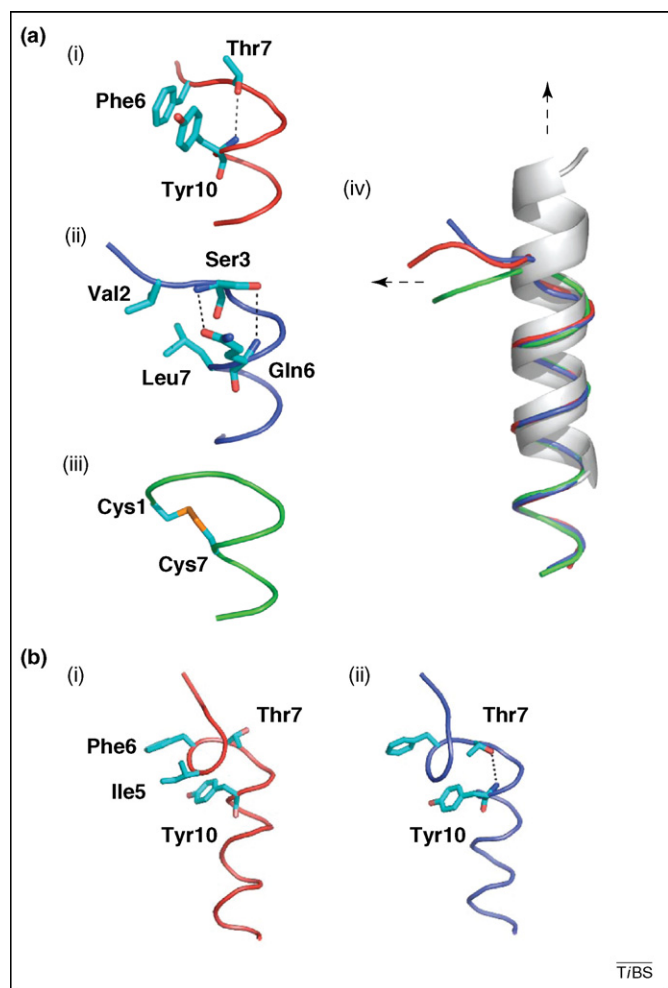 (a)
(i)
Thr7
Phe6
Tyr10
(ii)
Ser3
Val2
Leu7
Gln6
(iii)
Cys1
Cys7
(iv)
(b)
(i)
Thr7
Phe6
Ile5
Tyr10
(ii)
Thr7
Tyr10
TiBS